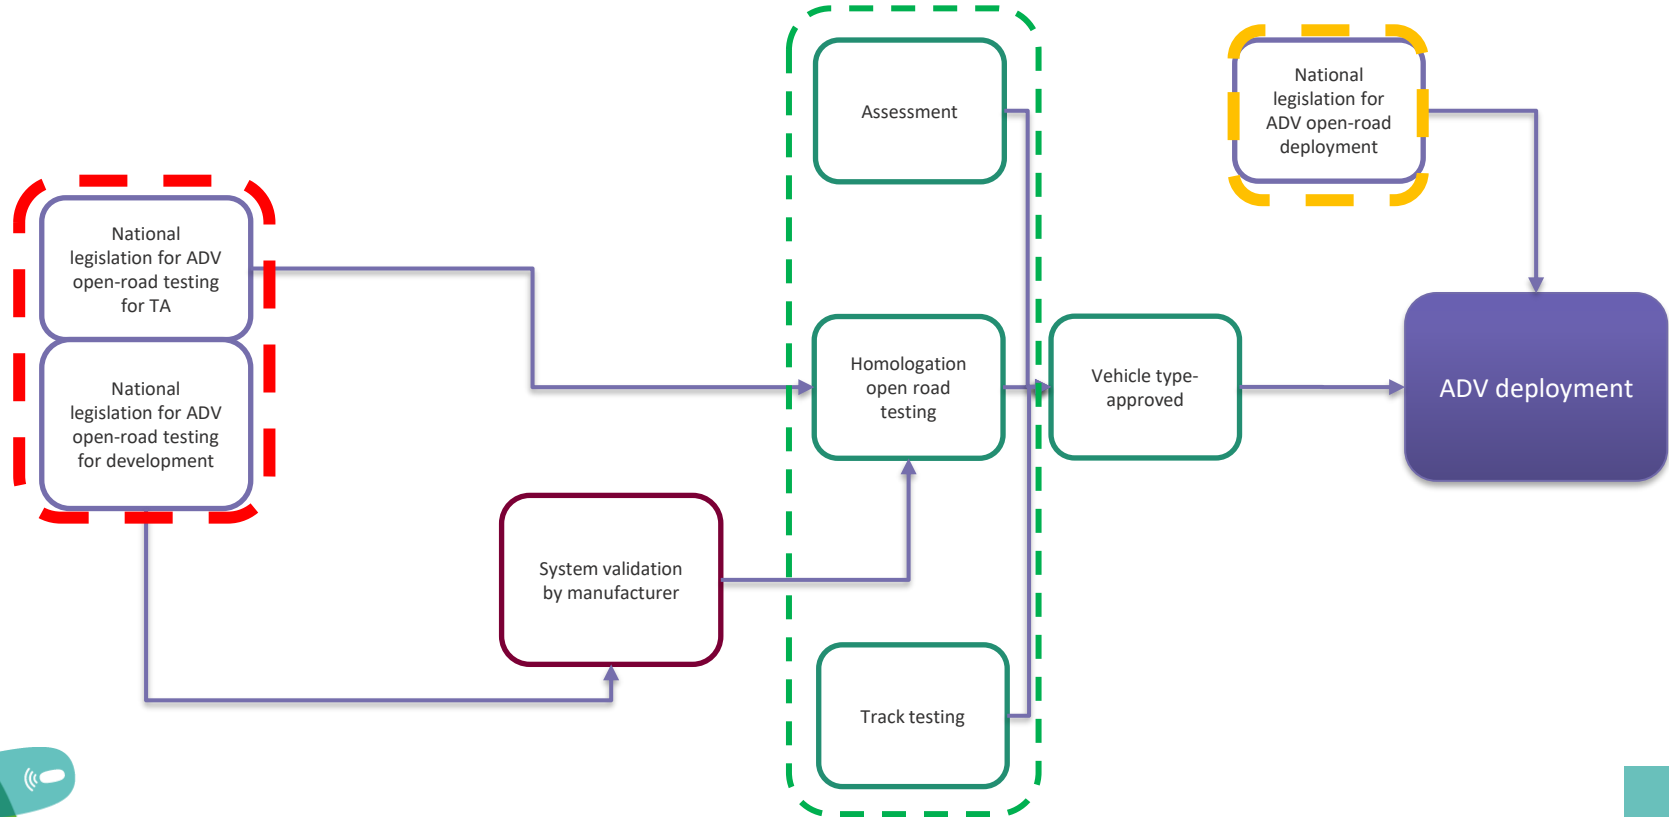 Assessment
National
legislation for
ADV open-road
deployment
National
legislation for ADV
open-road testing
for TA
National
legislation for ADV
open-road testing
for development
Homologation
open road
testing
Vehicle type-
approved
ADV deployment
System validation
by manufacturer
Track testing